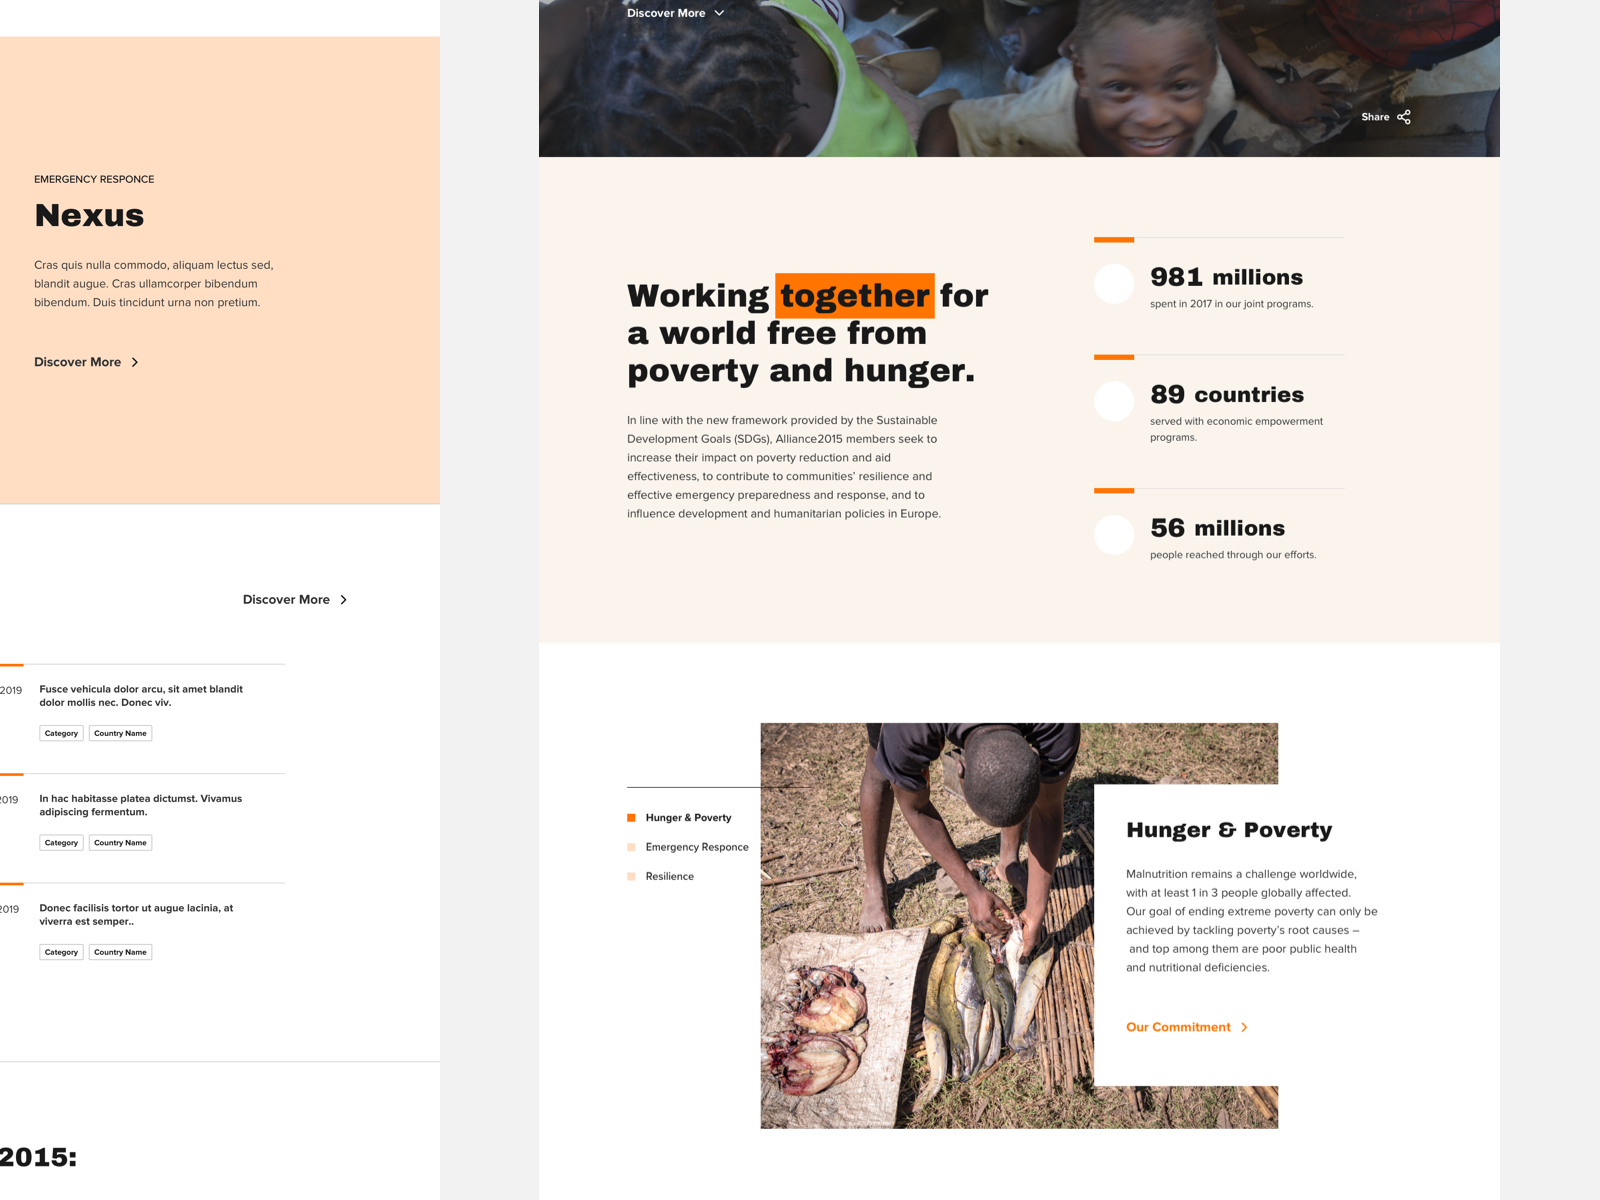 EMERGENCY RESPONCE
Nexus
Cras quis nulla commodo, aliquam lectus sed,
blandit augue. Cras ullamcorper bibendum
bibendum. Duis tincidunt urna non pretium.
Discover More
Discover More
2019
Fusce vehicula dolor arcu, sit amet blandit
dolor mollis nec. Donec viv.
Category Country Name
2019
In hac habitasse platea dictumst. Vivamus
adipiscing fermentum.
Category Country Name
2019
Donec facilisis tortor ut augue lacinia, at
viverra est semper..
Category Country Name
2015:
Discover More
Share
Working together for
a world free from
poverty and hunger.
In line with the new framework provided by the Sustainable
Development Goals (SDGs), Alliance2015 members seek to
increase their impact on poverty reduction and aid
effectiveness, to contribute to communities’ resilience and
effective emergency preparedness and response, and to
influence development and humanitarian policies in Europe.
981 millions
spent in 2017 in our joint programs.
89 countries
served with economic empowerment
programs.
56 millions
people reached through our efforts.
Hunger & Poverty
Emergency Responce
Resilience
Hunger & Poverty
Malnutrition remains a challenge worldwide,
with at least 1 in 3 people globally affected.
Our goal of ending extreme poverty can only be
achieved by tackling poverty’s root causes –
and top among them are poor public health
and nutritional deficiencies.
Our Commitment